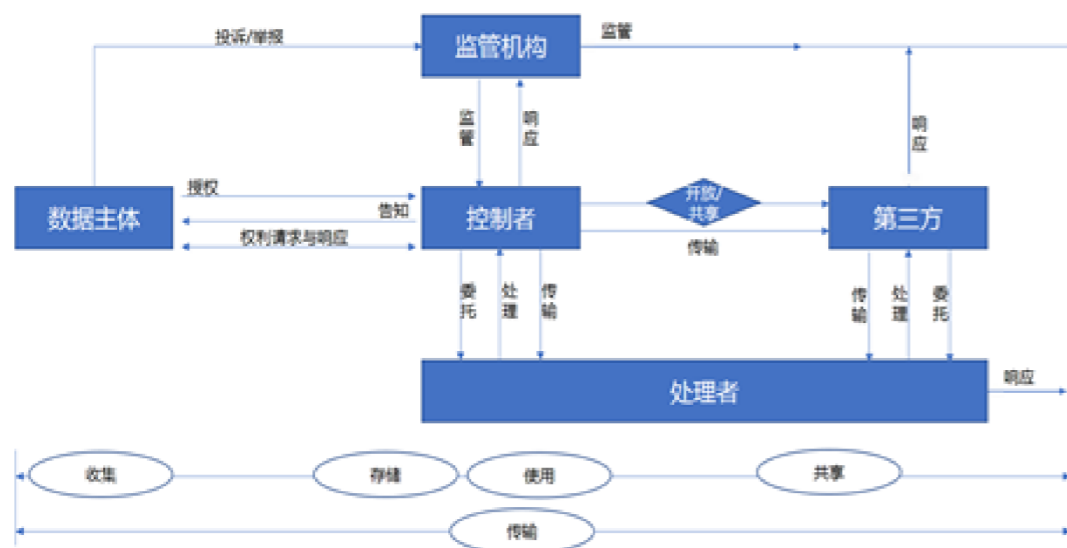 投诉/举报
监管机构
监管
监管
响应
响应
数据主体
授权
告知
权利请求与响应
控制者
开放/
共享
传输
第三方
委托
处理
传输
传输
处理
委托
处理者
响应
收集
存储
使用
共享
传输